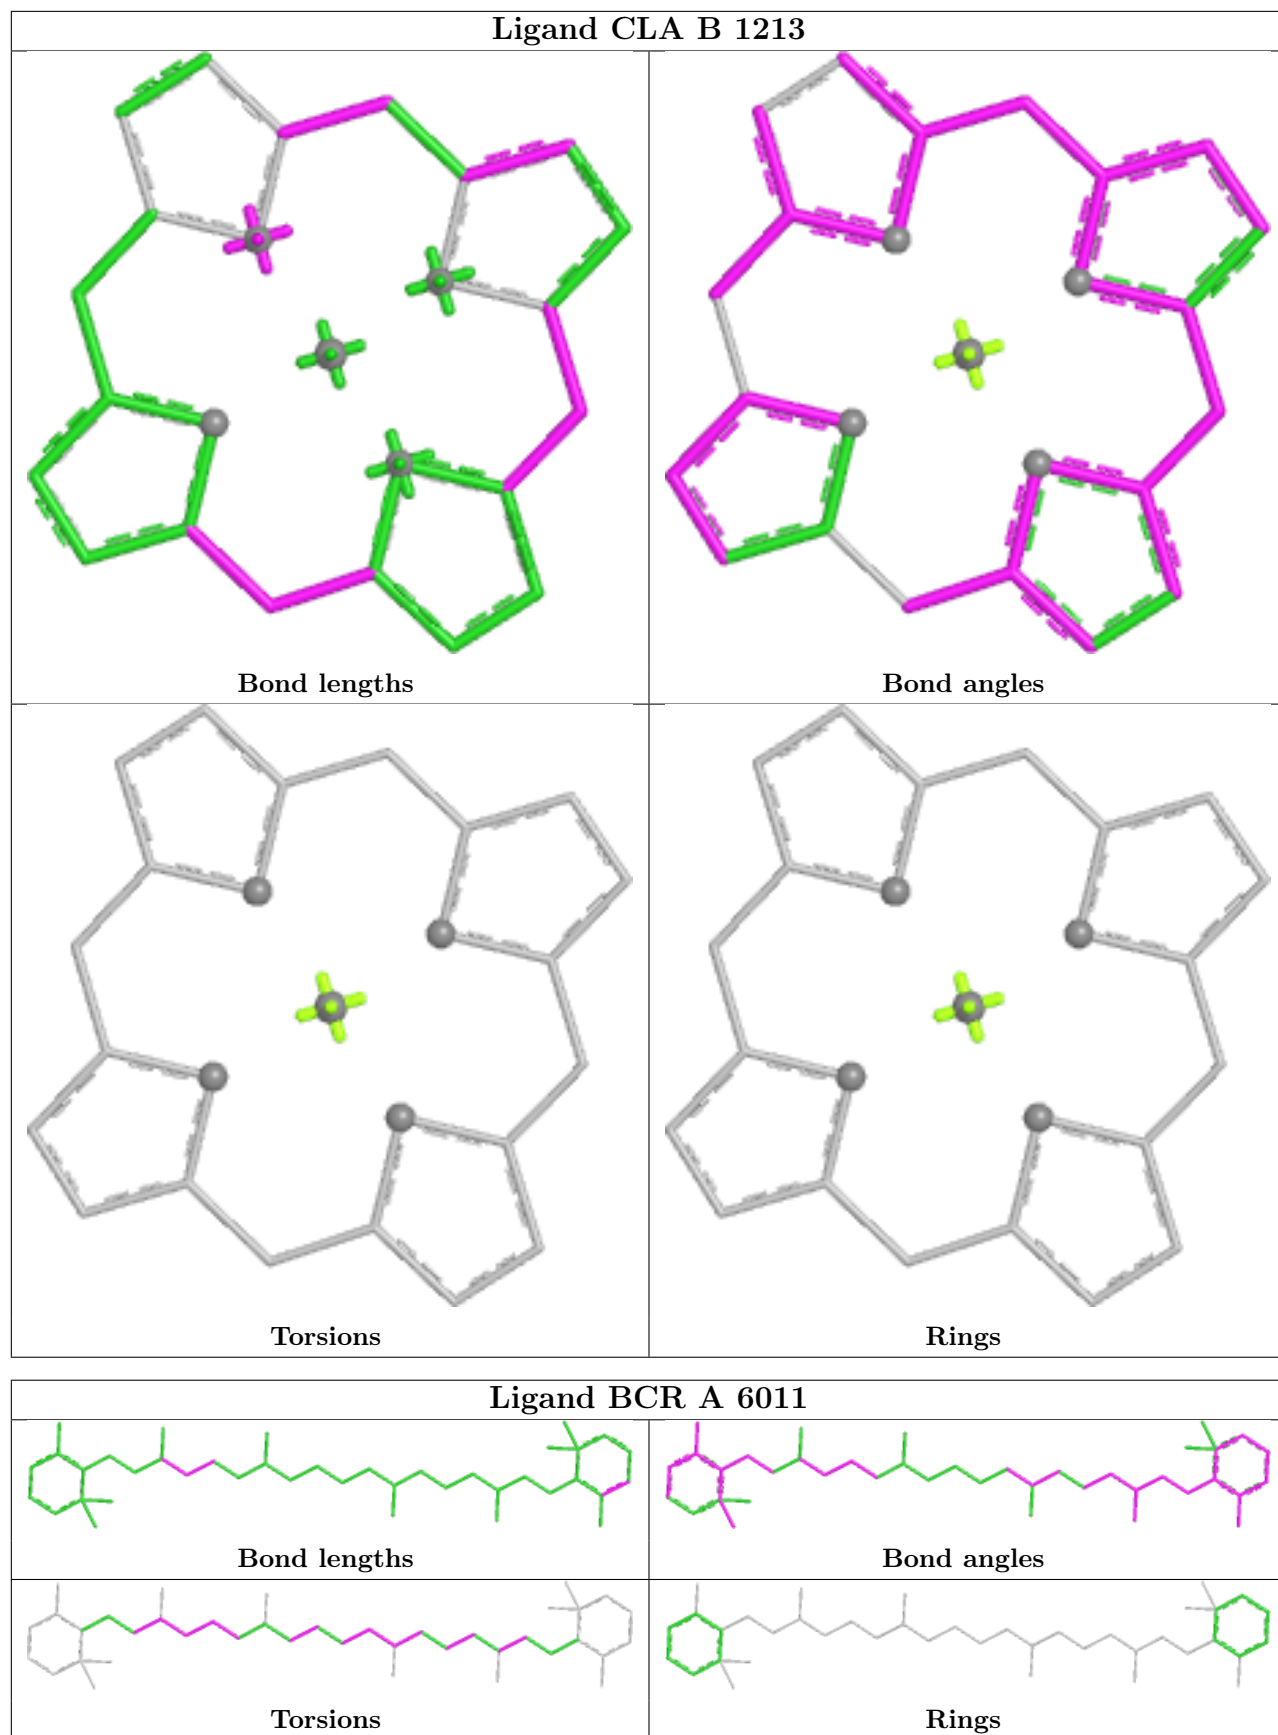 Ligand CLA B 1213
Bond lengths
Bond angles
Torsions
Rings
Ligand BCR A 6011
Bond lengths
Bond angles
Torsions
Rings